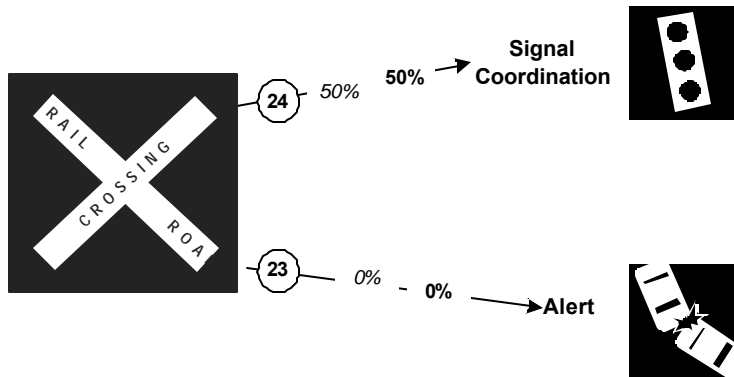 RAIL
CROSSING
ROA
24
50%
50%
Signal
Coordination
23
0%
0%
Alert